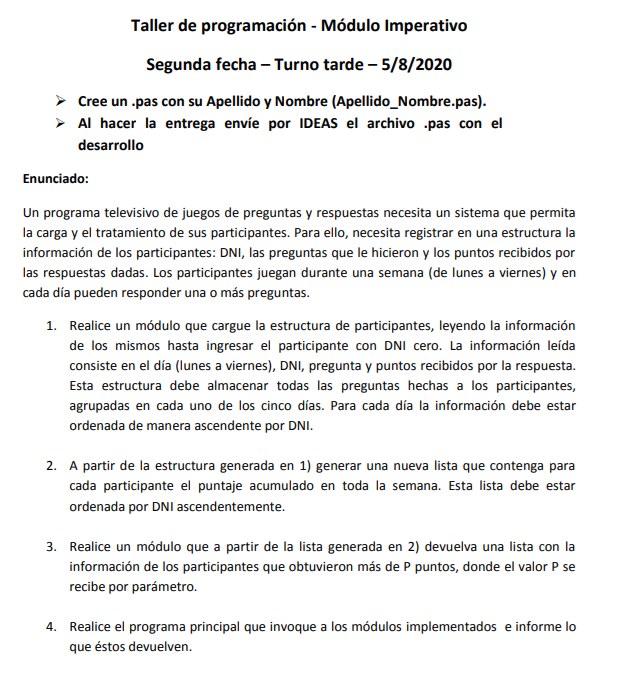 Taller de programación - Módulo Imperativo
Segunda fecha – Turno tarde – 5/8/2020
➢ Cree un .pas con su Apellido y Nombre (Apellido_Nombre.pas).
➢ Al hacer la entrega envíe por IDEAS el archivo .pas con el
desarrollo
Enunciado:
Un programa televisivo de juegos de preguntas y respuestas necesita un sistema que permita
la carga y el tratamiento de sus participantes. Para ello, necesita registrar en una estructura la
información de los participantes: DNI, las preguntas que le hicieron y los puntos recibidos por
las respuestas dadas. Los participantes juegan durante una semana (de lunes a viernes) y en
cada día pueden responder una o más preguntas.
1. Realice un módulo que cargue la estructura de participantes, leyendo la información
de los mismos hasta ingresar el participante con DNI cero. La información leída
consiste en el día (lunes a viernes), DNI, pregunta y puntos recibidos por la respuesta.
Esta estructura debe almacenar todas las preguntas hechas a los participantes,
agrupadas en cada uno de los cinco días. Para cada día la información debe estar
ordenada de manera ascendente por DNI.
2. A partir de la estructura generada en 1) generar una nueva lista que contenga para
cada participante el puntaje acumulado en toda la semana. Esta lista debe estar
ordenada por DNI ascendentemente.
3. Realice un módulo que a partir de la lista generada en 2) devuelva una lista con la
información de los participantes que obtuvieron más de P puntos, donde el valor P se
recibe por parámetro.
4. Realice el programa principal que invoque a los módulos implementados e informe lo
que éstos devuelven.